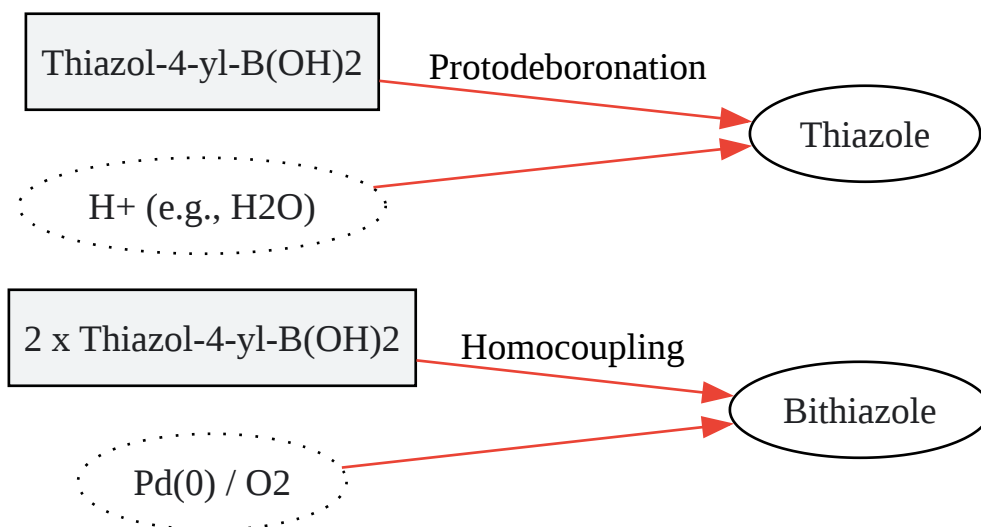 Thiazol-4-yl-B(OH)2
Protodeboronation
Thiazole
H+ (e.g., H2O)
2 x Thiazol-4-yl-B(OH)2
Homocoupling
Bithiazole
Pd(0) / O2